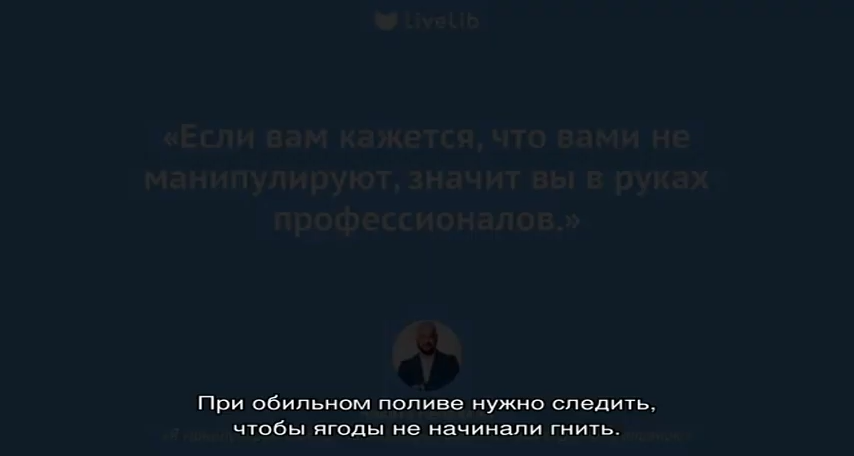 LiveLib
«Если вам кажется, что вами не
манипулируют, значит вы в руках
профессионалов.»
При обильном поливе нужно следить,
чтобы ягоды не начинали гнить.